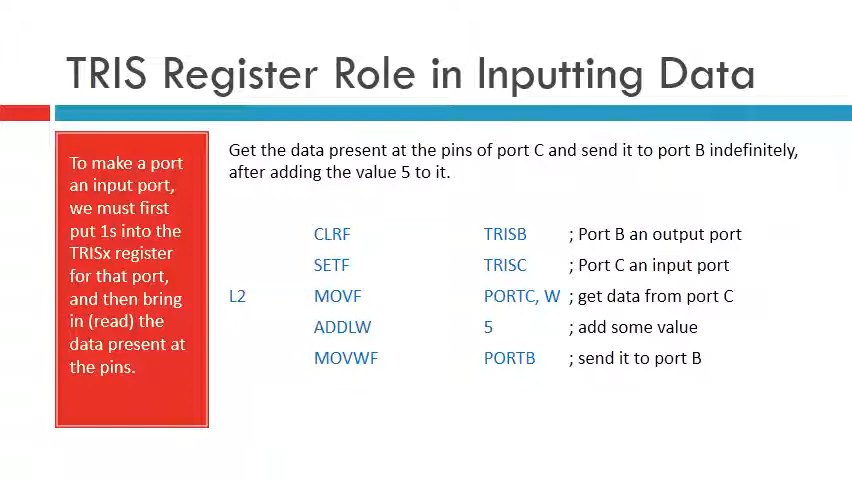 TRIS Register Role in Inputting Data
To make a port
an input port,
we must first
put 1s into the
TRISx register
for that port,
and then bring
in (read) the
data present at
the pins.
Get the data present at the pins of port C and send it to port B indefinitely,
after adding the value 5 to it.
CLRF TRISB ; Port B an output port
SETF TRISC ; Port C an input port
L2 MOVF PORTC, W ; get data from port C
ADDLW 5 ; add some value
MOVWF PORTB ; send it to port B